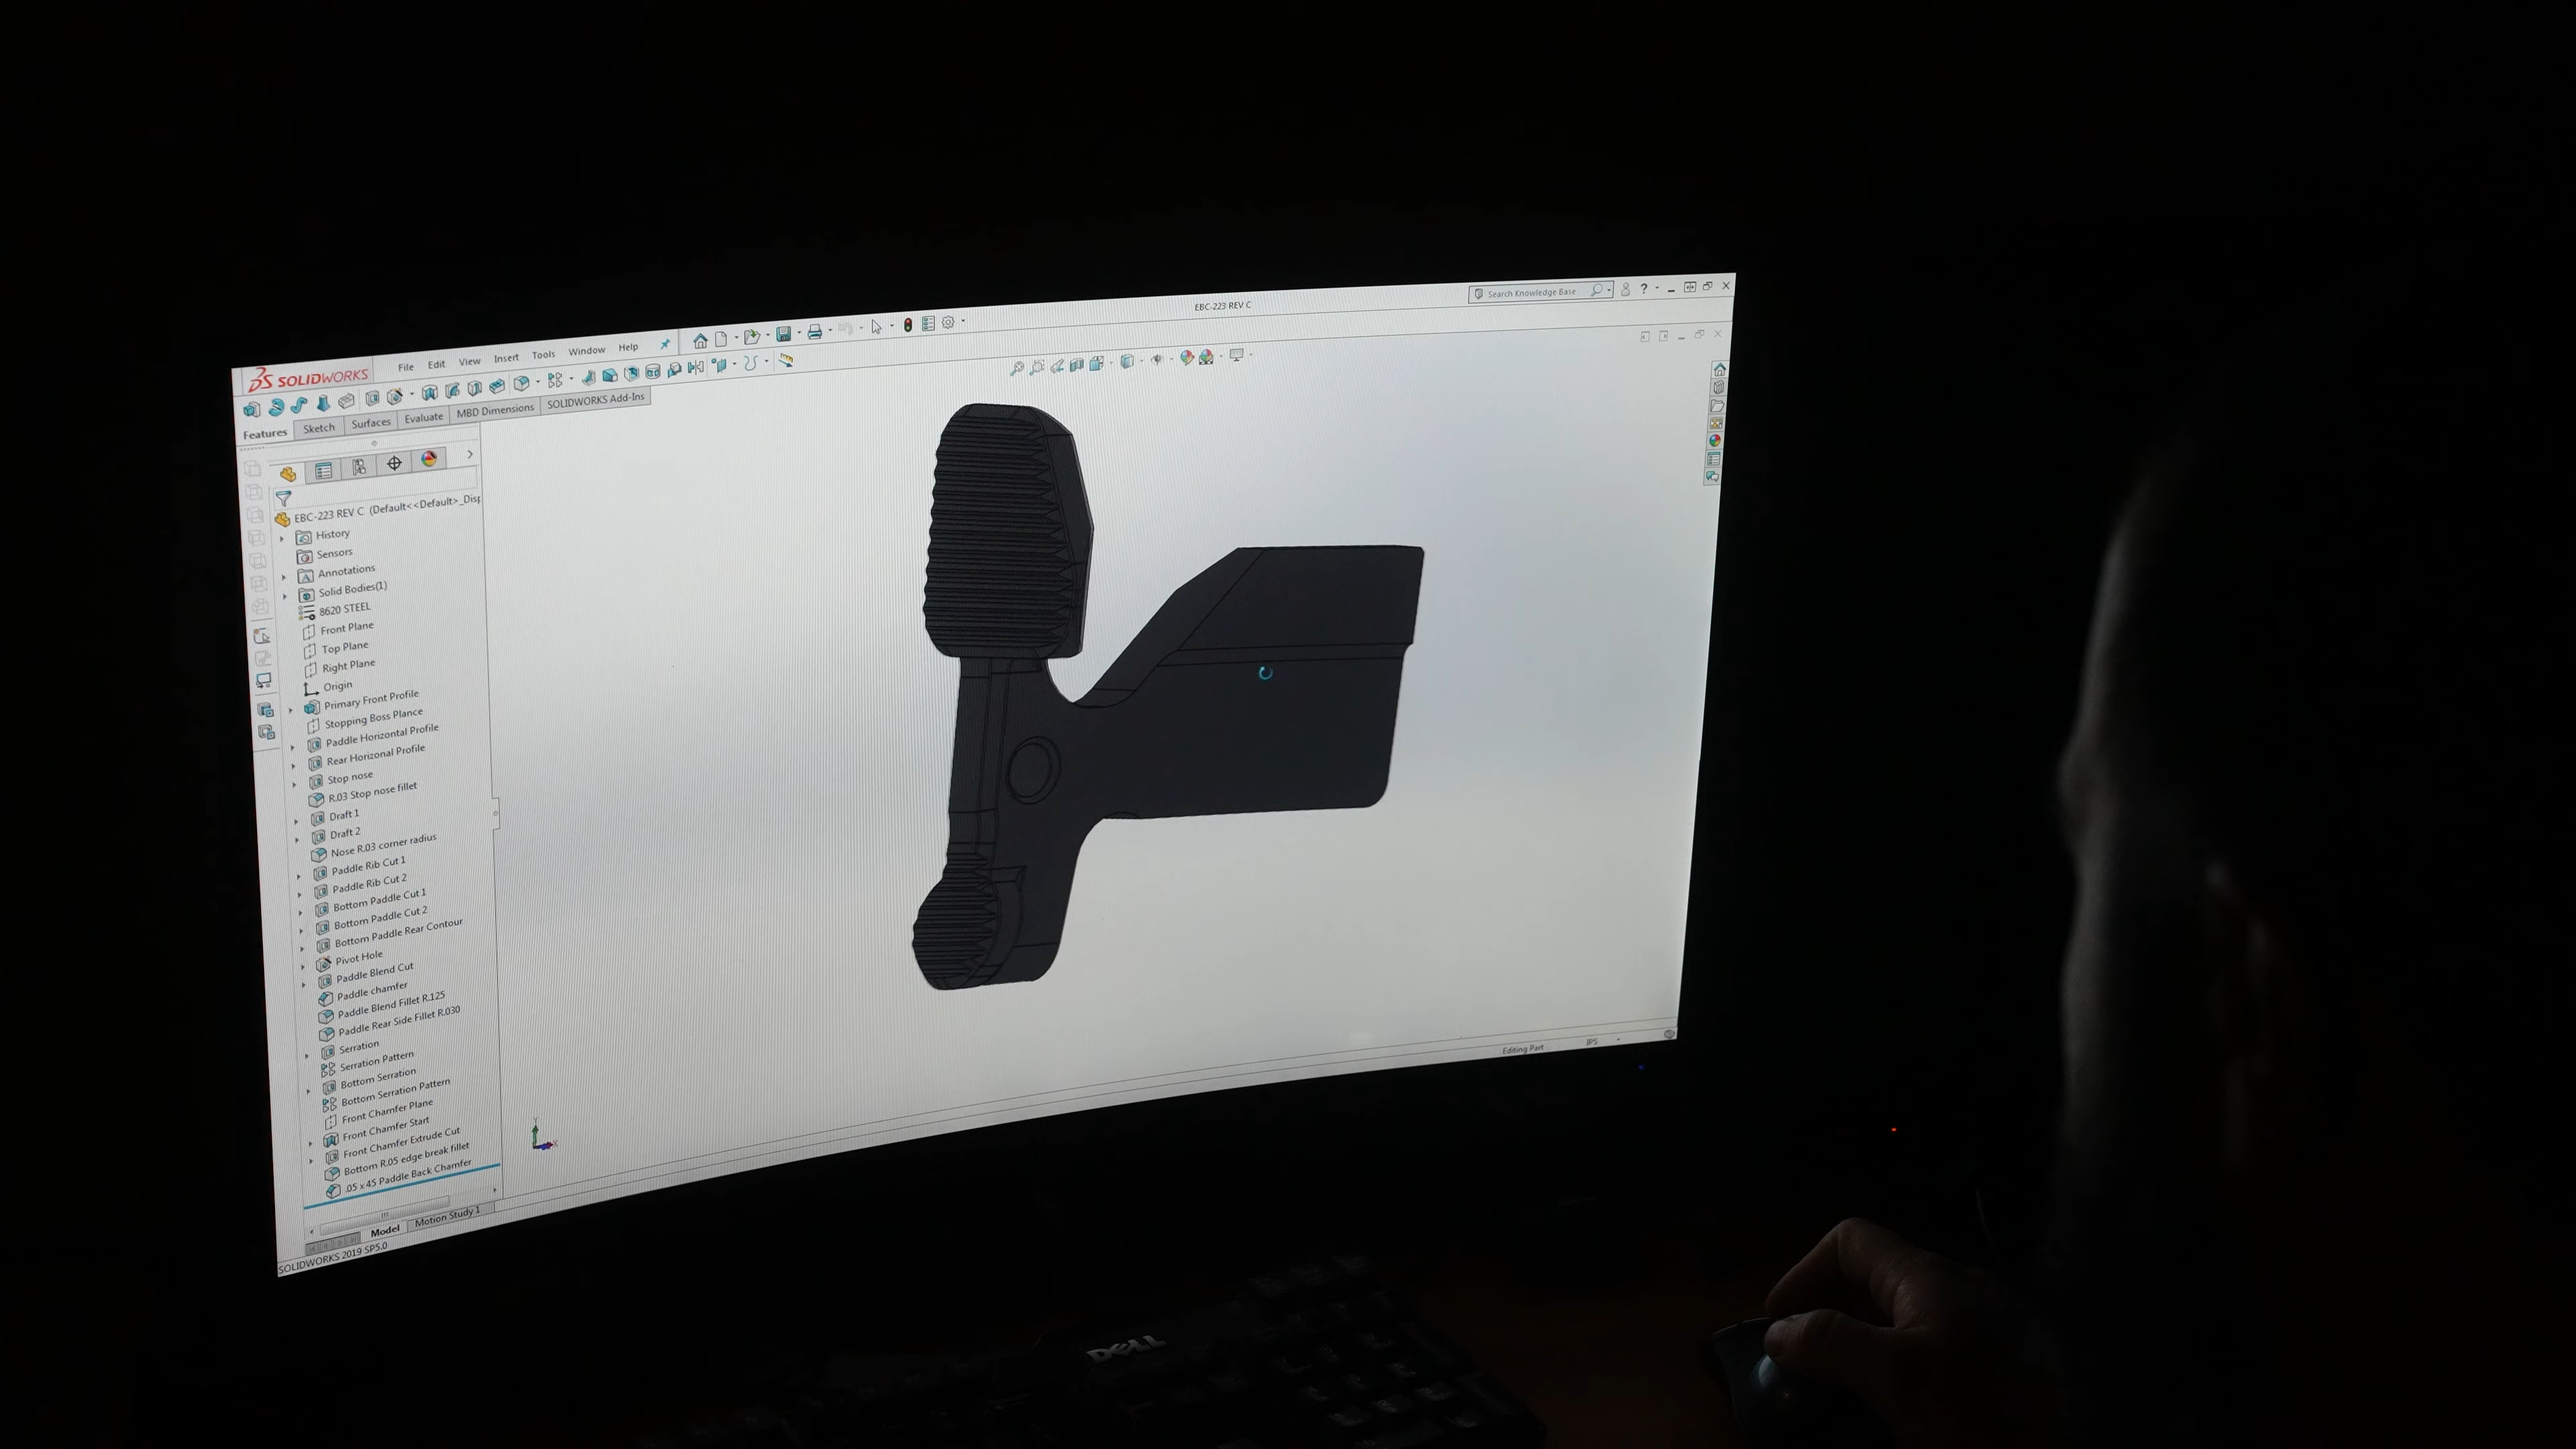 EBC-223 REV C
Search Knowledge Base
SOLIDWORKS
File Edit View Insert Tools Window Help
Features Sketch Surfaces Evaluate MBD Dimensions SOLIDWORKS Add-Ins
EBC-223 REV C (Default<<Default>_Disp
History
Sensors
Annotations
Solid Bodies(1)
8620 STEEL
Front Plane
Top Plane
Right Plane
Origin
Primary Front Profile
Stopping Boss Plance
Paddle Horizontal Profile
Rear Horizonal Profile
Stop nose
R.03 Stop nose fillet
Draft 1
Draft 2
Nose R.03 corner radius
Paddle Rib Cut 1
Paddle Rib Cut 2
Bottom Paddle Cut 1
Bottom Paddle Cut 2
Bottom Paddle Rear Contour
Pivot Hole
Paddle Blend Cut
Paddle chamfer
Paddle Blend Fillet R.125
Paddle Rear Side Fillet R.030
Serration
Serration Pattern
Bottom Serration
Bottom Serration Pattern
Front Chamfer Plane
Front Chamfer Start
Front Chamfer Extrude Cut
Bottom R.05 edge break fillet
.05 x 45 Paddle Back Chamfer
Model Motion Study 1
SOLIDWORKS 2019 SP5.0
Editing Part IPS
DELL